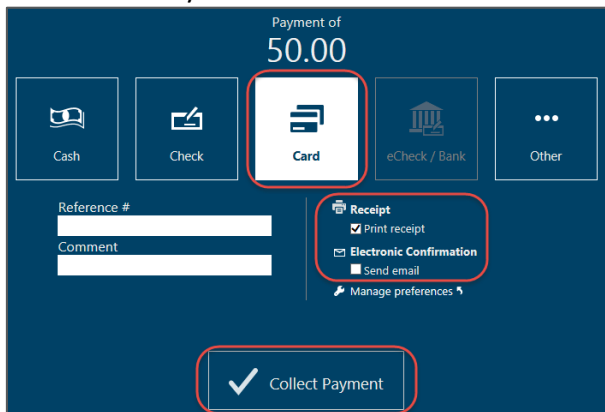 Payment of
50.00
Cash
Check
Card
eCheck / Bank
Other
Reference #
Comment
Receipt
Print receipt
Electronic Confirmation
Send email
Manage preferences
Collect Payment